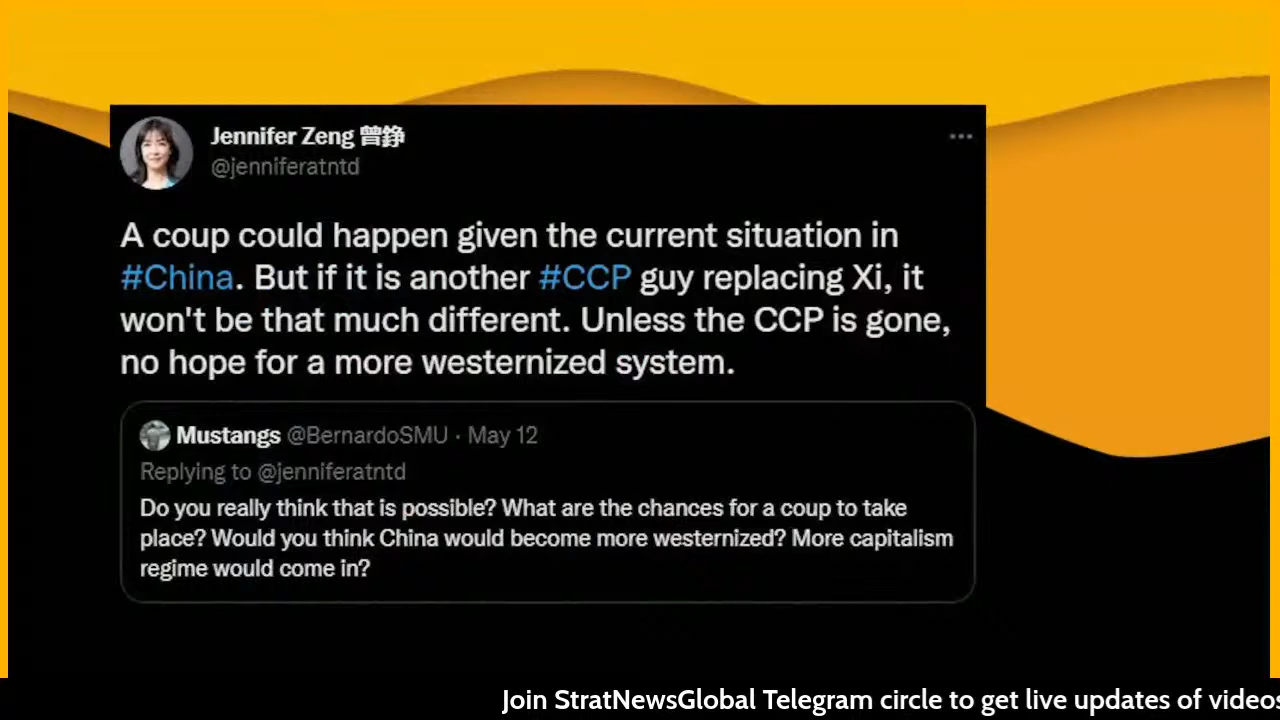 Jennifer Zeng 曾錚
@jenniferatntd
A coup could happen given the current situation in
#China. But if it is another #CCP guy replacing Xi, it
won't be that much different. Unless the CCP is gone,
no hope for a more westernized system.
Mustangs @BernardoSMU · May 12
Replying to @jenniferatntd
Do you really think that is possible? What are the chances for a coup to take
place? Would you think China would become more westernized? More capitalism
regime would come in?
Join StratNewsGlobal Telegram circle to get live updates of videos